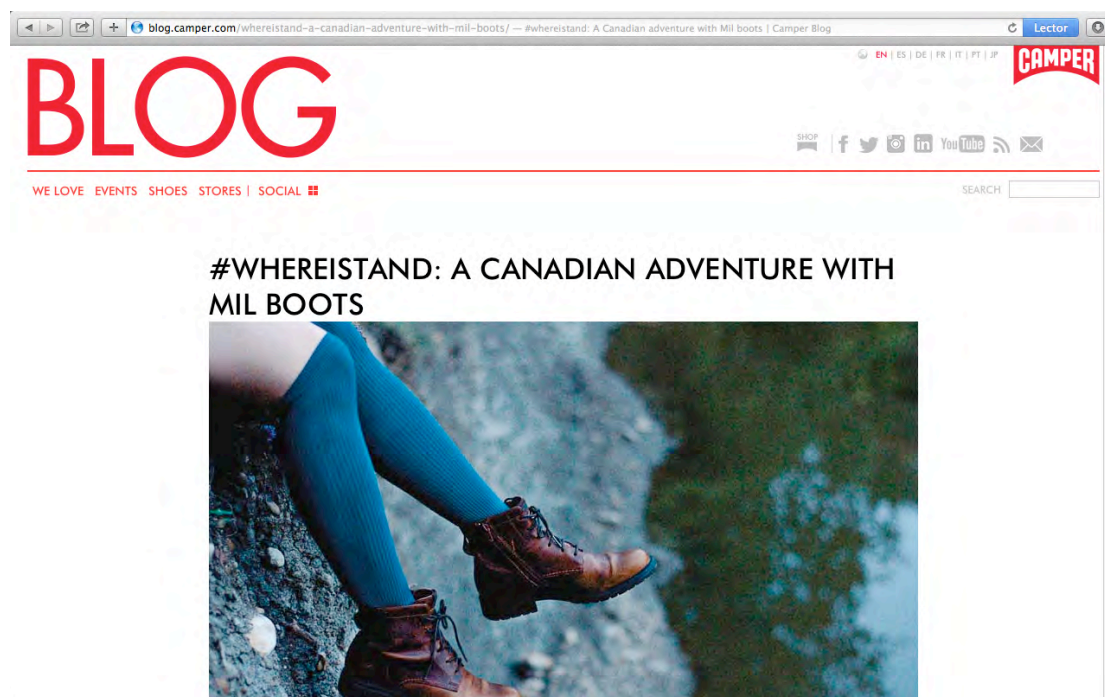 blog.camper.com/whereistand-a-canadian-adventure-with-mil-boots/ — #whereistand: A Canadian adventure with Mil boots | Camper Blog
Lector
EN | ES | DE | FR | IT | PT | JP
CAMPER
BLOG
SHOP
You Tube
WE LOVE EVENTS SHOES STORES | SOCIAL
SEARCH
#WHEREISTAND: A CANADIAN ADVENTURE WITH
MIL BOOTS